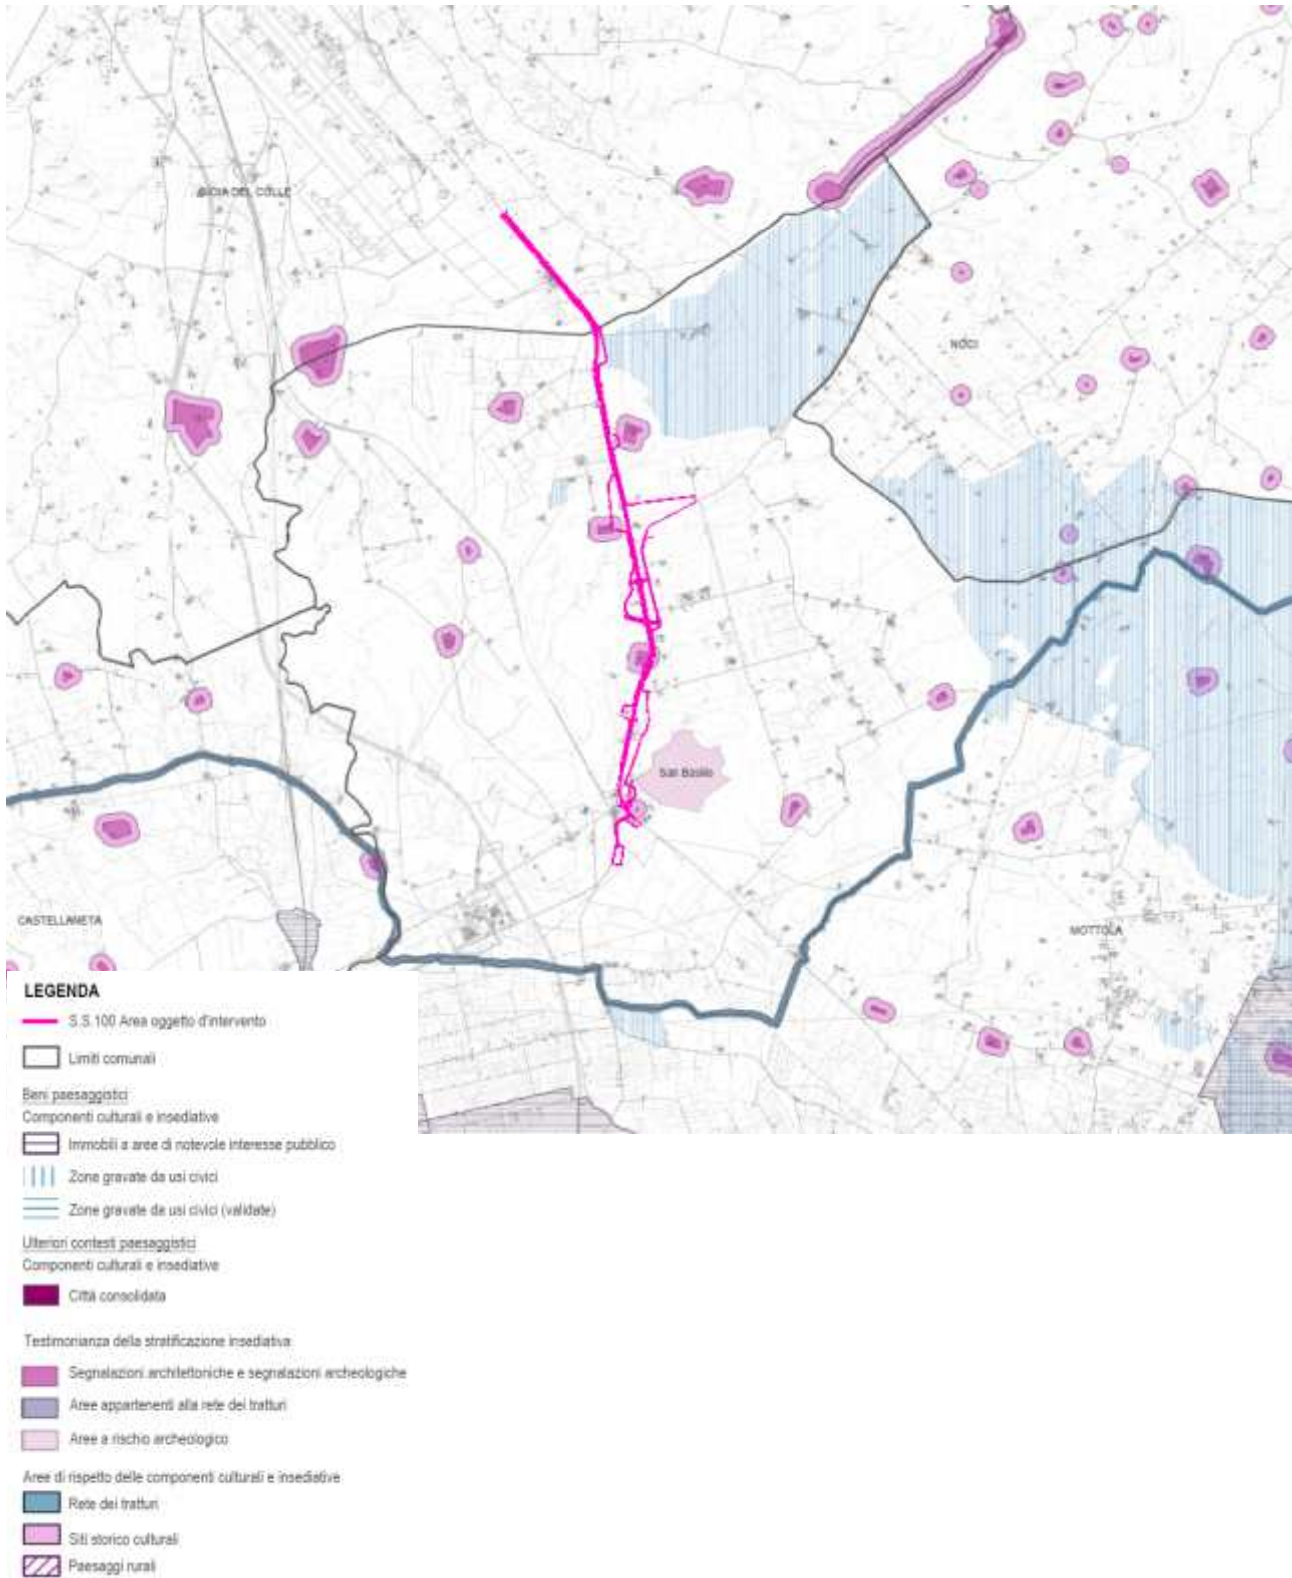 GIOIA DEL COLLE
NOCI
San Basilio
CASTELLANETA
MOTTOLA
LEGENDA
S.S.100 Area oggetto d'intervento
Limiti comunali
Beni paesaggistici
Componenti culturali e insediative
Immobili a aree di notevole interesse pubblico
Zone gravate da usi civici
Zone gravate da usi civici (validate)
Ulteriori contesti paesaggistici
Componenti culturali e insediative
Città consolidata
Testimonianza della stratificazione insediativa
Segnalazioni architettoniche e segnalazioni archeologiche
Aree appartenenti alla rete dei tratturi
Aree a rischio archeologico
Aree di rispetto delle componenti culturali e insediative
Rete dei tratturi
Siti storico culturali
Paesaggi rurali